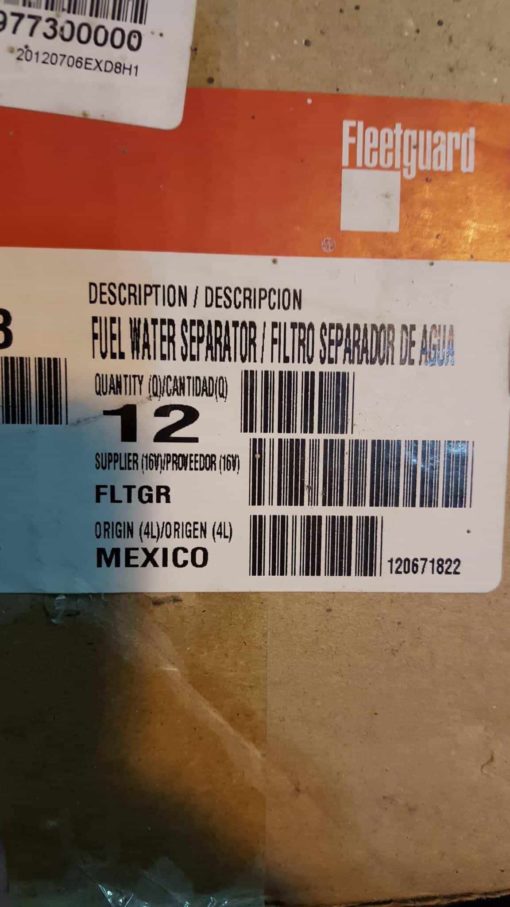 977300000
20120706EXD8H1
Fleetguard
DESCRIPTION / DESCRIPCION
FUEL WATER SEPARATOR / FILTRO SEPARADOR DE AGUA
QUANTITY (Q)/CANTIDAD(Q)
12
SUPPLIER (16V)/PROVEEDOR (16V)
FLTGR
ORIGIN (4L)/ORIGEN (4L)
MEXICO
120671822